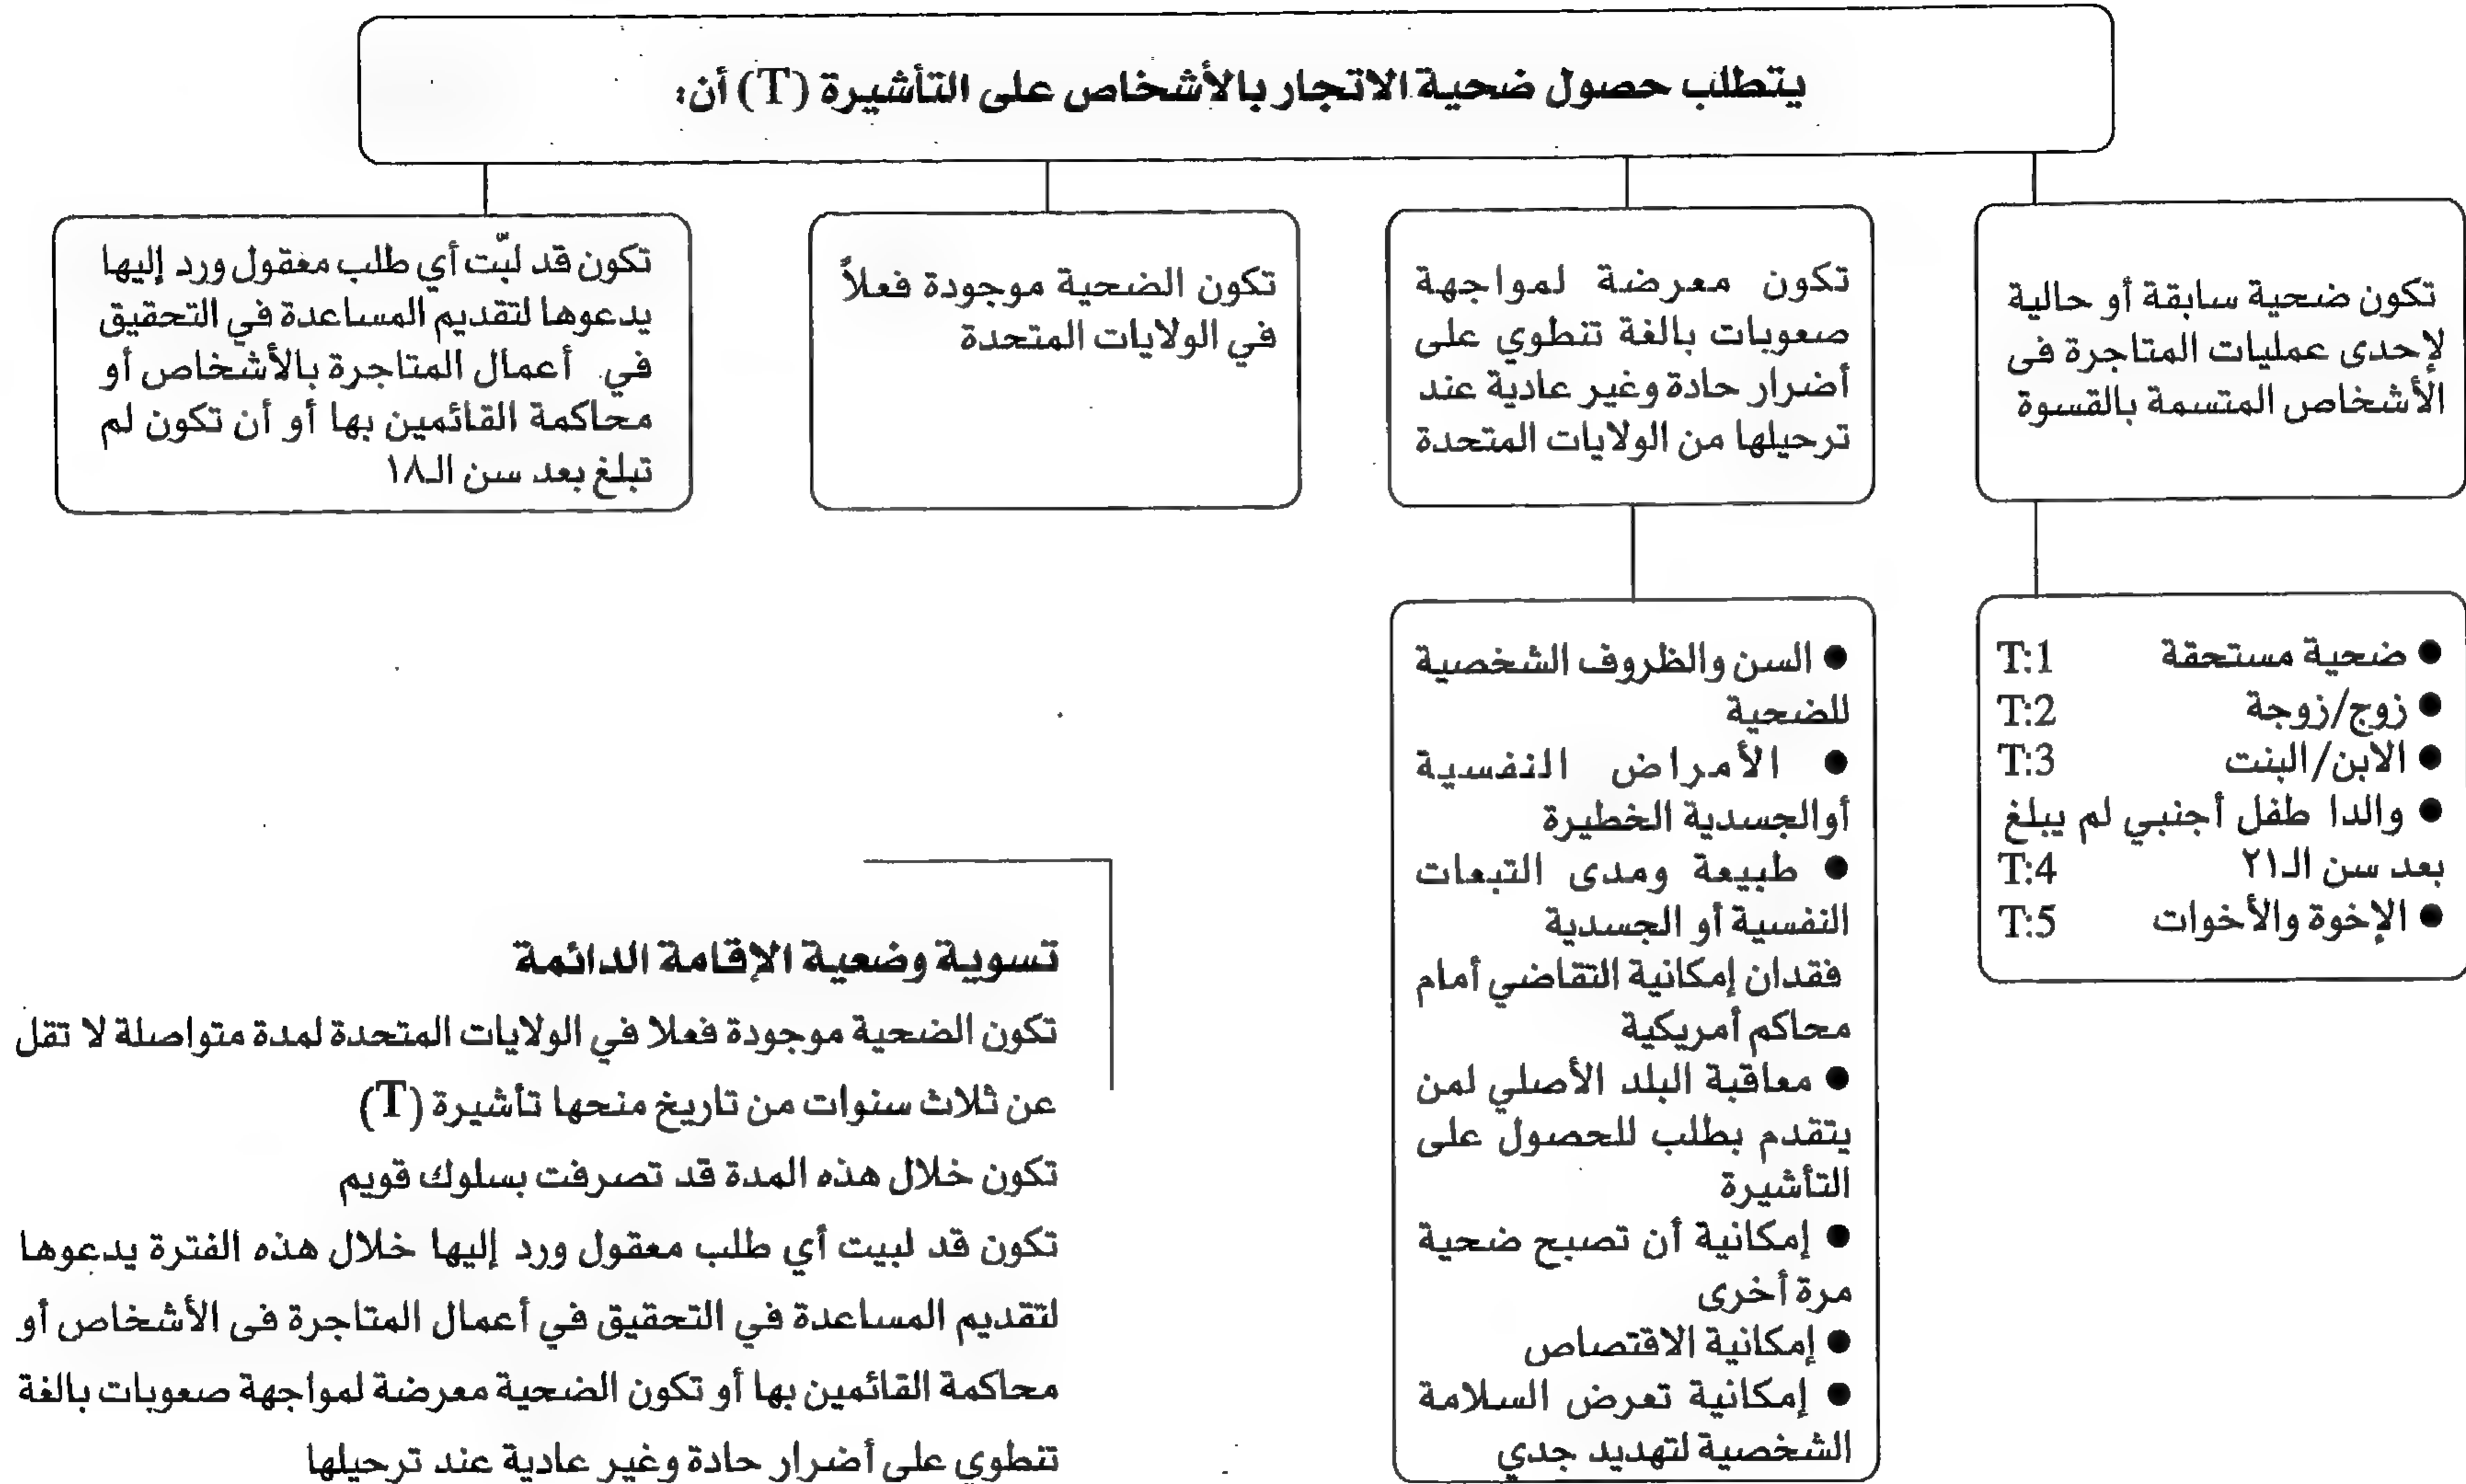 يتطلب حصول ضحية الاتجار بالأشخاص على التأشيرة (T) أن:
تكون ضحية سابقة أو حالية
لإحدى عمليات المتاجرة فى
الأشخاص المتسمة بالقسوة
تكون معرضة لمواجهة
صعوبات بالغة تنطوي على
أضرار حادة وغير عادية عند
ترحيلها من الولايات المتحدة
تكون الضحية موجودة فعلاً
في الولايات المتحدة
تكون قد لبّت أي طلب معقول ورد إليها
يدعوها لتقديم المساعدة في التحقيق
في أعمال المتاجرة بالأشخاص أو
محاكمة القائمين بها أو أن تكون لم
تبلغ بعد سن الـ١٨
● ضحية مستحقة T:1
● زوج/زوجة T:2
● الابن/البنت T:3
● والدا طفل أجنبي لم يبلغ
بعد سن الـ٢١ T:4
● الإخوة والأخوات T:5
● السن والظروف الشخصية
للضحية
● الأمراض النفسية
أوالجسدية الخطيرة
● طبيعة ومدى التبعات
النفسية أو الجسدية
فقدان إمكانية التقاضي أمام
محاكم أمريكية
● معاقبة البلد الأصلي لمن
يتقدم بطلب للحصول على
التأشيرة
● إمكانية أن تصبح ضحية
مرة أخرى
● إمكانية الاقتصاص
● إمكانية تعرض السلامة
الشخصية لتهديد جدي
تسوية وضعية الإقامة الدائمة
تكون الضحية موجودة فعلا في الولايات المتحدة لمدة متواصلة لا تقل
عن ثلاث سنوات من تاريخ منحها تأشيرة (T)
تكون خلال هذه المدة قد تصرفت بسلوك قويم
تكون قد لبيت أي طلب معقول ورد إليها خلال هذه الفترة يدعوها
لتقديم المساعدة في التحقيق في أعمال المتاجرة فى الأشخاص أو
محاكمة القائمين بها أو تكون الضحية معرضة لمواجهة صعوبات بالغة
تنطوي على أضرار حادة وغير عادية عند ترحيلها